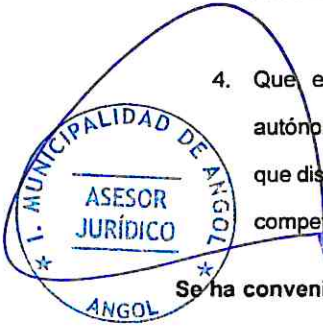 4. Que e
autóno
que dis
compe
Se ha conveni
I. MUNICIPALIDAD DE ANGOL
ASESOR
JURÍDICO
ANGOL